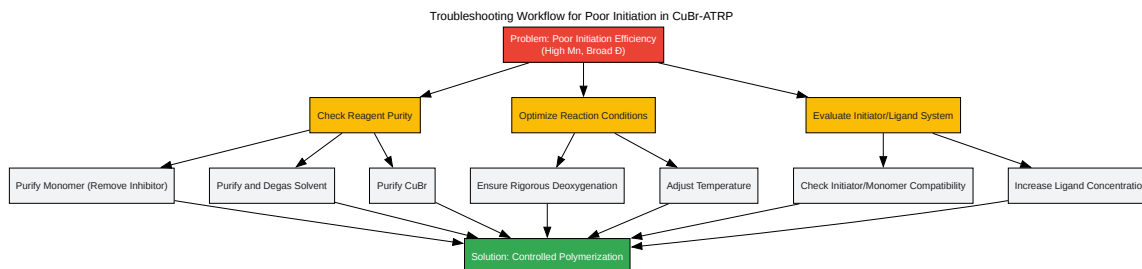 Troubleshooting Workflow for Poor Initiation in CuBr-ATRP
Problem: Poor Initiation Efficiency
(High Mn, Broad Đ)
Check Reagent Purity
Optimize Reaction Conditions
Evaluate Initiator/Ligand System
Purify Monomer (Remove Inhibitor)
Purify and Degas Solvent
Purify CuBr
Ensure Rigorous Deoxygenation
Adjust Temperature
Check Initiator/Monomer Compatibility
Increase Ligand Concentration
Solution: Controlled Polymerization